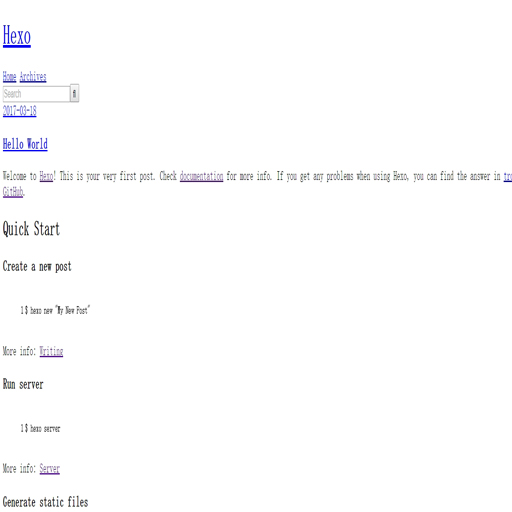 Hexo
Home Archives
Search
2017-03-18
Hello World
Welcome to Hexo! This is your very first post. Check documentation for more info. If you get any problems when using Hexo, you can find the answer in
GitHub.
Quick Start
Create a new post
1 $ hexo new "My New Post"
More info: Writing
Run server
1 $ hexo server
More info: Server
Generate static files